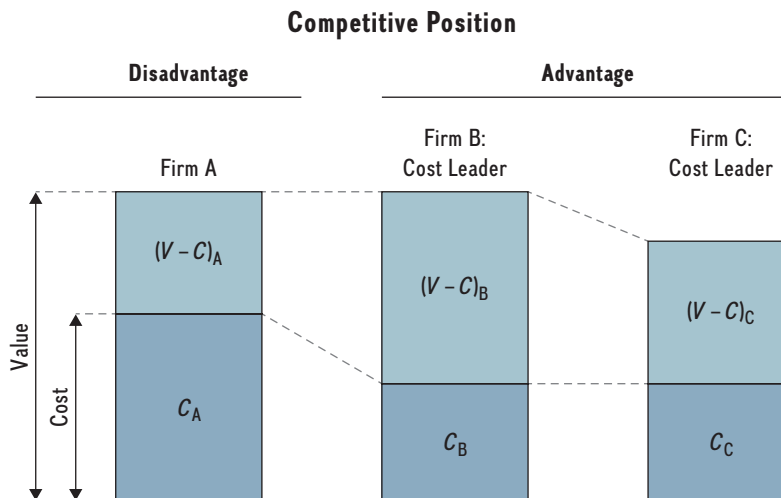 Competitive Position
Disadvantage
Advantage
Firm A
Firm B:
Cost Leader
Firm C:
Cost Leader
(V – C)A
(V – C)B
(V – C)C
Value
Cost
CA
CB
CC